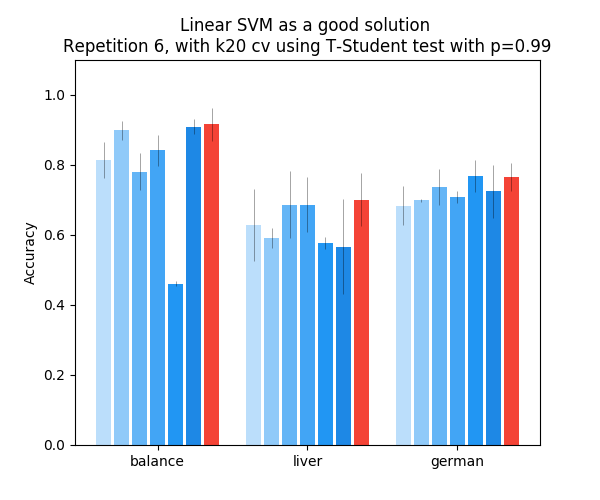 Linear SVM as a good solution
Repetition 6, with k20 cv using T-Student test with p=0.99
1.0
0.8
0.6
0.4
0.2
0.0
Accuracy
balance
liver
german